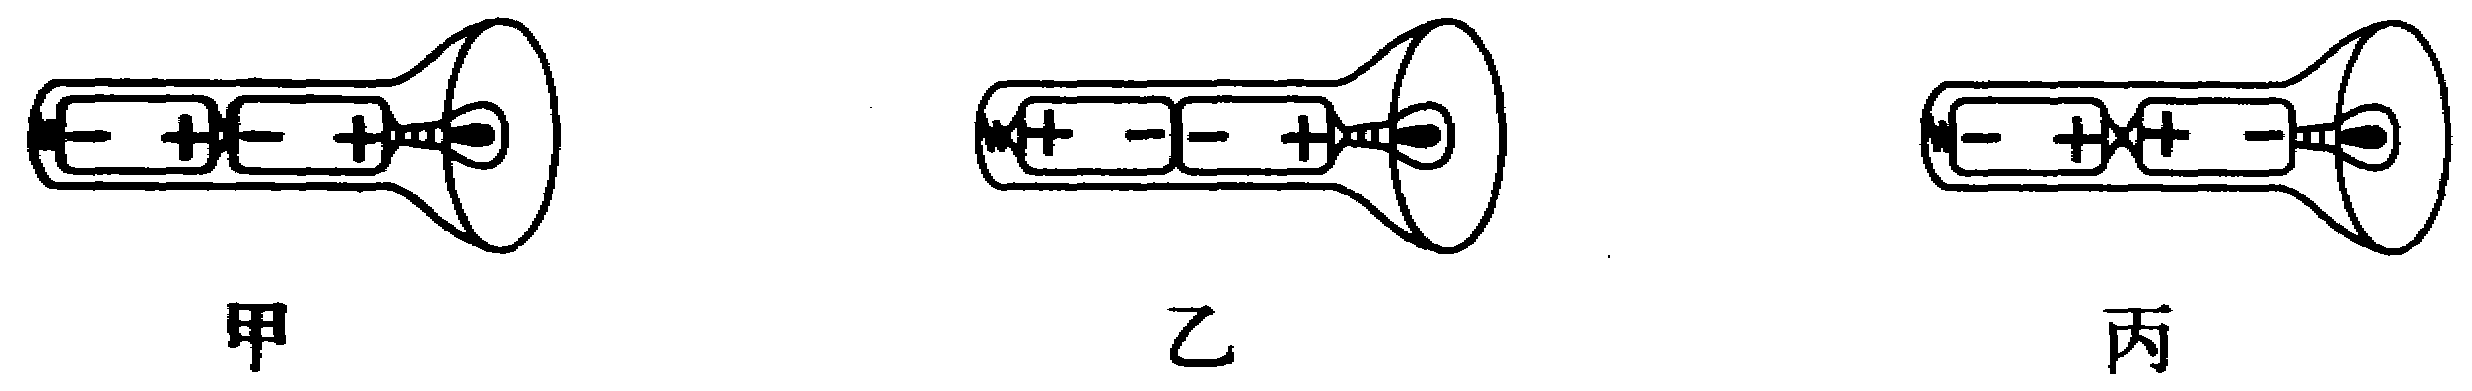 − + − +
+ − − +
− + + −
甲
乙
丙